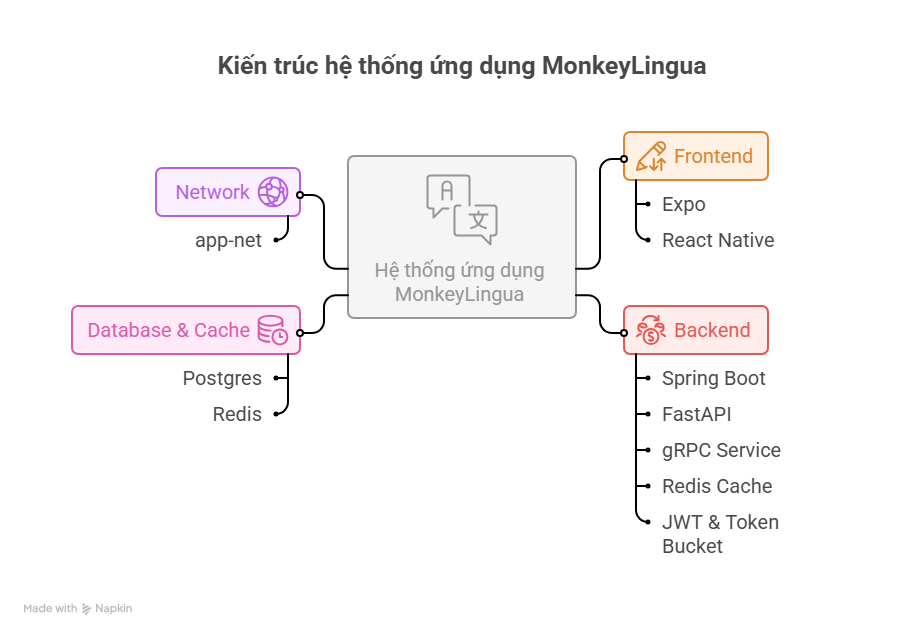 Kiến trúc hệ thống ứng dụng MonkeyLingua
Network
app-net
Database & Cache
Postgres
Redis
A
文
Hệ thống ứng dụng
MonkeyLingua
Frontend
Expo
React Native
Backend
Spring Boot
FastAPI
gRPC Service
Redis Cache
JWT & Token
Bucket
Made with Napkin